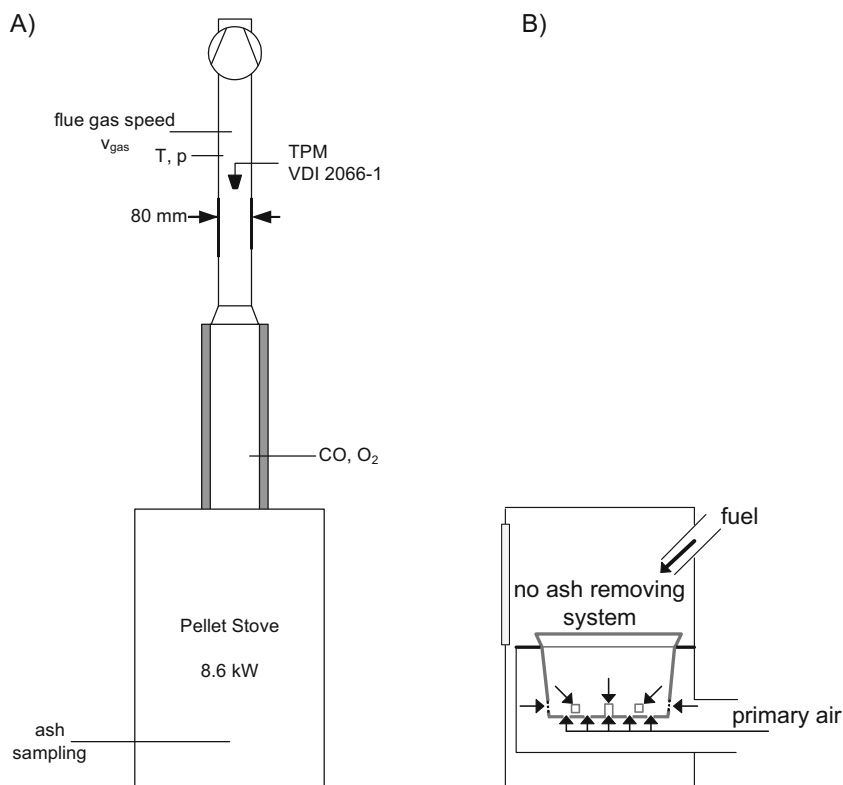 A)
B)
flue gas speed
v_gas
T, p
TPM
VDI 2066-1
80 mm
CO, O₂
fuel
no ash removing
system
Pellet Stove
8.6 kW
primary air
ash
sampling